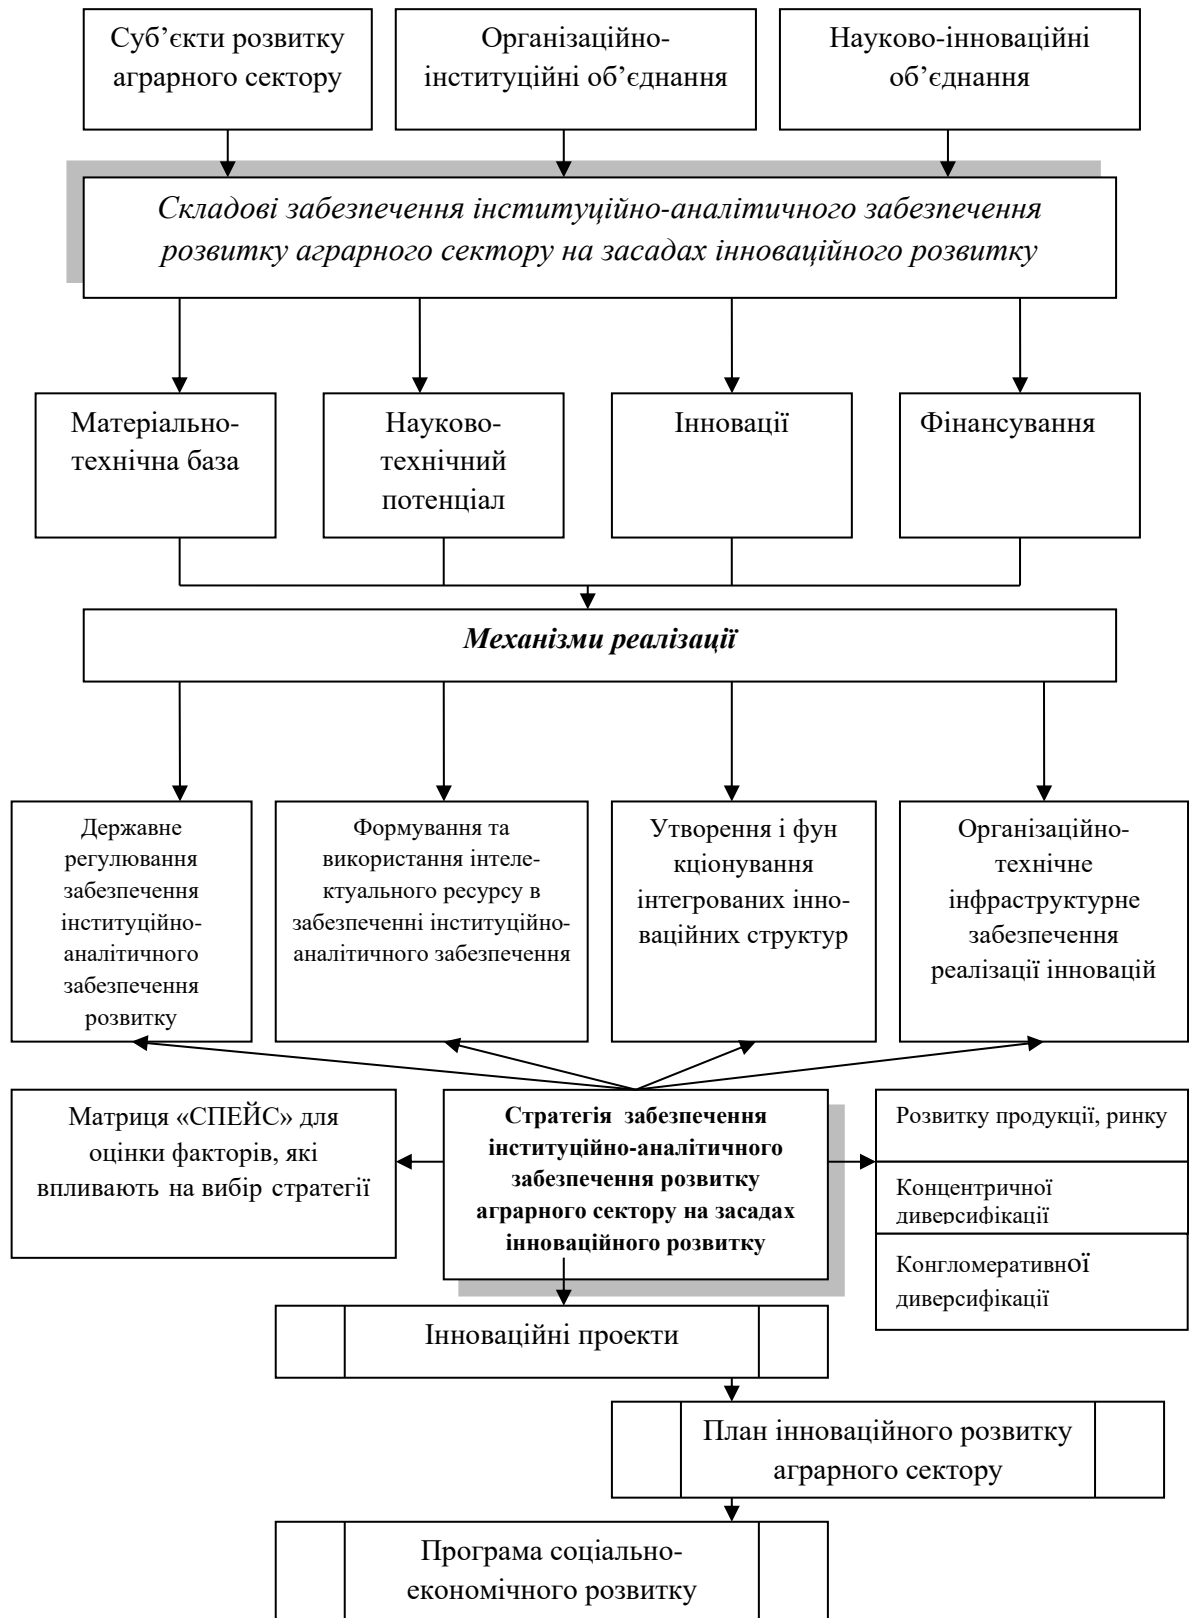 Суб’єкти розвитку
аграрного сектору
Організаційно-
інституційні об’єднання
Науково-інноваційні
об’єднання
Складові забезпечення інституційно-аналітичного забезпечення
розвитку аграрного сектору на засадах інноваційного розвитку
Матеріально-
технічна база
Науково-
технічний
потенціал
Інновації
Фінансування
Механізми реалізації
Державне
регулювання
забезпечення
інституційно-
аналітичного
забезпечення
розвитку
Формування та
використання інтеле-
ктуального ресурсу в
забезпеченні інституційно-
аналітичного забезпечення
Утворення і фун
кціонування
інтегрованих інно-
ваційних структур
Організаційно-
технічне
інфраструктурне
забезпечення
реалізації інновацій
Матриця «СПЕЙС» для
оцінки факторів, які
впливають на вибір стратегії
Стратегія забезпечення
інституційно-аналітичного
забезпечення розвитку
аграрного сектору на засадах
інноваційного розвитку
Розвитку продукції, ринку
Концентричної
диверсифікації
Конгломеративної
диверсифікації
Інноваційні проекти
План інноваційного розвитку
аграрного сектору
Програма соціально-
економічного розвитку